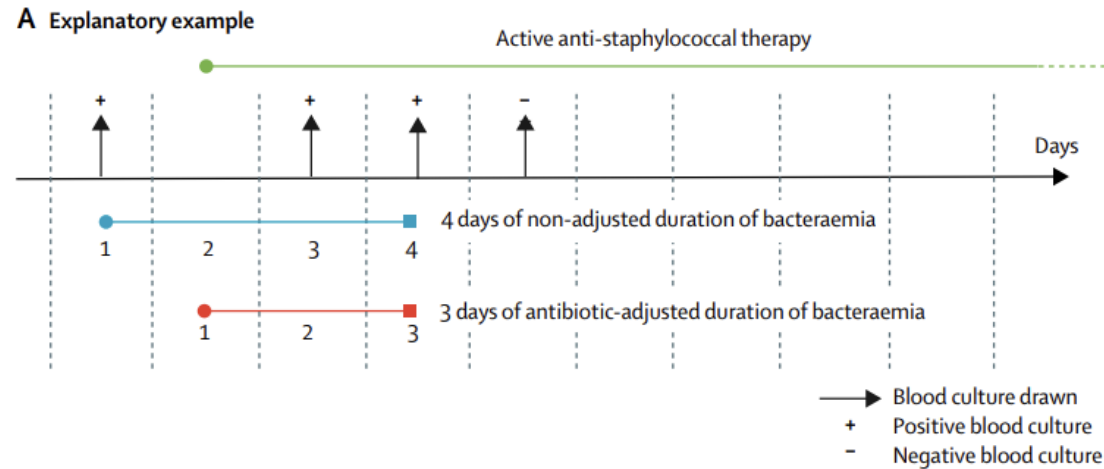 A Explanatory example
Active anti-staphylococcal therapy
+ + + −
Days
4 days of non-adjusted duration of bacteraemia
1 2 3 4
3 days of antibiotic-adjusted duration of bacteraemia
1 2 3
Blood culture drawn
+ Positive blood culture
− Negative blood culture